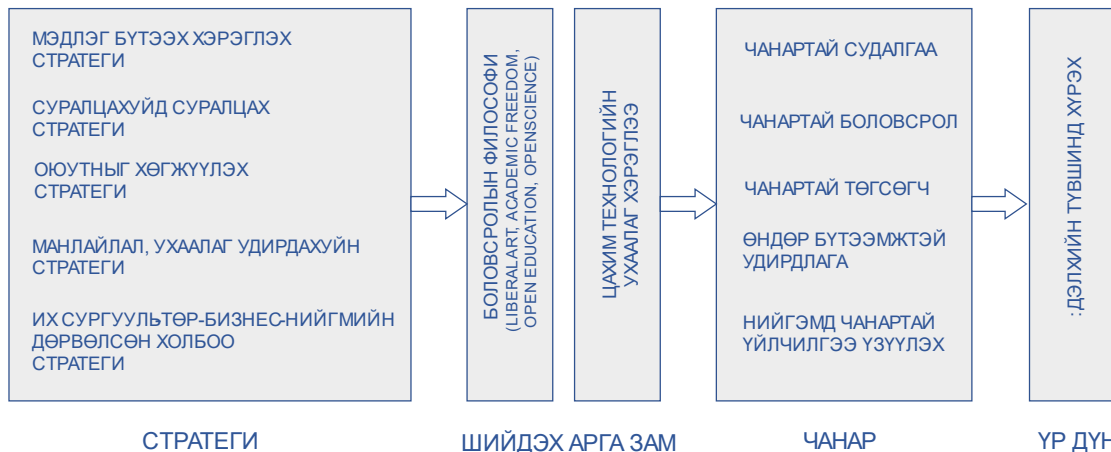 МЭДЛЭГ БҮТЭЭХ ХЭРЭГЛЭХ
СТРАТЕГИ
СУРАЛЦАХУЙД СУРАЛЦАХ
СТРАТЕГИ
ОЮУТНЫГ ХӨГЖҮҮЛЭХ
СТРАТЕГИ
МАНЛАЙЛАЛ, УХААЛАГ УДИРДАХУЙН
СТРАТЕГИ
ИХ СУРГУУЛЬ-ТӨР-БИЗНЕС-НИЙГМИЙН
ДӨРВӨЛСӨН ХОЛБОО
СТРАТЕГИ
БОЛОВСРОЛЫН ФИЛОСОФИ
(LIBERALART, ACADEMIC FREEDOM,
OPEN EDUCATION, OPENSCIENCE)
ЦАХИМ ТЕХНОЛОГИЙН
УХААЛАГ ХЭРЭГЛЭЭ
ЧАНАРТАЙ СУДАЛГАА
ЧАНАРТАЙ БОЛОВСРОЛ
ЧАНАРТАЙ ТӨГСӨГЧ
ӨНДӨР БҮТЭЭМЖТЭЙ
УДИРДЛАГА
НИЙГЭМД ЧАНАРТАЙ
ҮЙЛЧИЛГЭЭ ҮЗҮҮЛЭХ
:ДЭЛХИЙН ТҮВШИНД ХҮРЭХ
СТРАТЕГИ
ШИЙДЭХ АРГА ЗАМ
ЧАНАР
ҮР ДҮН